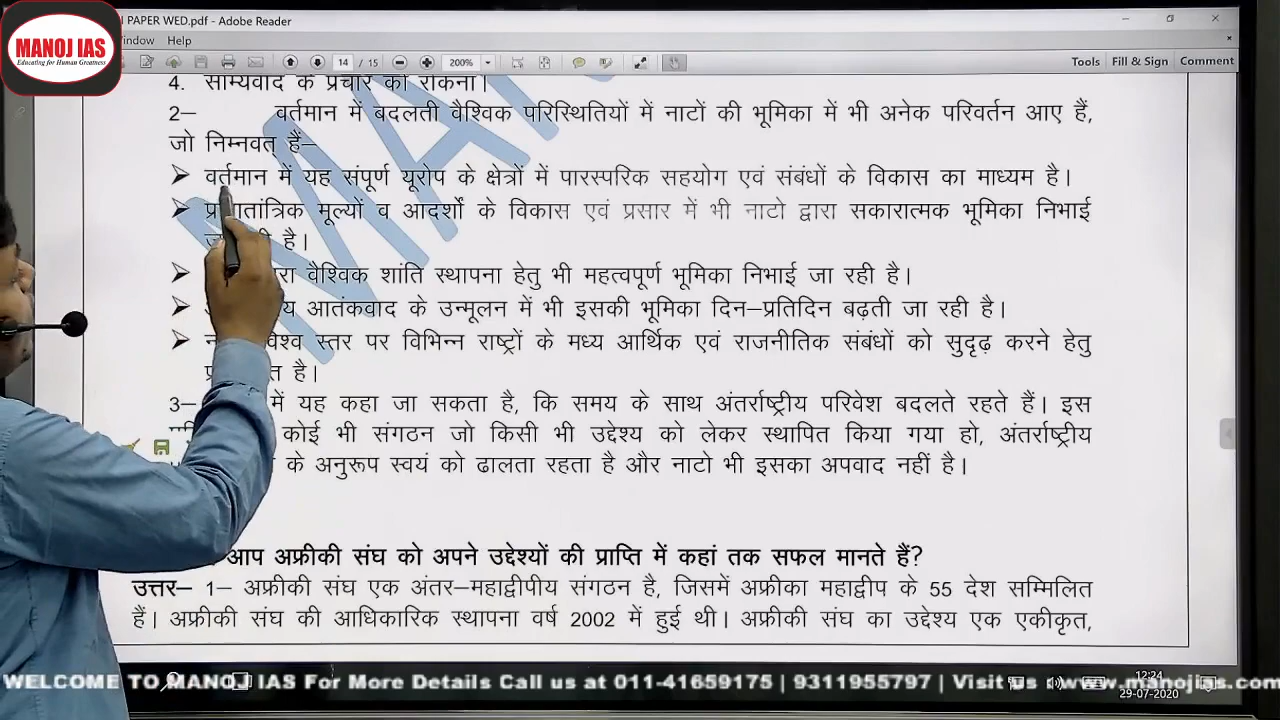 I PAPER WED.pdf - Adobe Reader
MANOJ IAS
Educating for Human Greatness
indow Help
14 / 15 200% Tools Fill & Sign Comment
4. साम्यवाद के प्रचार को रोकना।
2– वर्तमान में बदलती वैश्विक परिस्थितियों में नाटों की भूमिका में भी अनेक परिवर्तन आए हैं,
जो निम्नवत् हैं–
➤ वर्तमान में यह संपूर्ण यूरोप के क्षेत्रों में पारस्परिक सहयोग एवं संबंधों के विकास का माध्यम है।
➤ मूल्यों व आदर्शों के विकास एवं प्रसार में भी नाटो द्वारा सकारात्मक भूमिका निभाई
है।
➤ वैश्विक शांति स्थापना हेतु भी महत्वपूर्ण भूमिका निभाई जा रही है।
➤ आतंकवाद के उन्मूलन में भी इसकी भूमिका दिन–प्रतिदिन बढ़ती जा रही है।
➤ स्तर पर विभिन्न राष्ट्रों के मध्य आर्थिक एवं राजनीतिक संबंधों को सुदृढ़ करने हेतु
है।
3– में यह कहा जा सकता है, कि समय के साथ अंतर्राष्ट्रीय परिवेश बदलते रहते हैं। इस
कोई भी संगठन जो किसी भी उद्देश्य को लेकर स्थापित किया गया हो, अंतर्राष्ट्रीय
के अनुरूप स्वयं को ढालता रहता है और नाटो भी इसका अपवाद नहीं है।
आप अफ्रीकी संघ को अपने उद्देश्यों की प्राप्ति में कहां तक सफल मानते हैं?
उत्तर– 1– अफ्रीकी संघ एक अंतर–महाद्वीपीय संगठन है, जिसमें अफ्रीका महाद्वीप के 55 देश सम्मिलित
हैं। अफ्रीकी संघ की आधिकारिक स्थापना वर्ष 2002 में हुई थी। अफ्रीकी संघ का उद्देश्य एक एकीकृत,
12:24
WELCOME TO MANOJ IAS For More Details Call us at 011-41659175 | 9311955797 | Visit us : www.manojias.com
29-07-2020